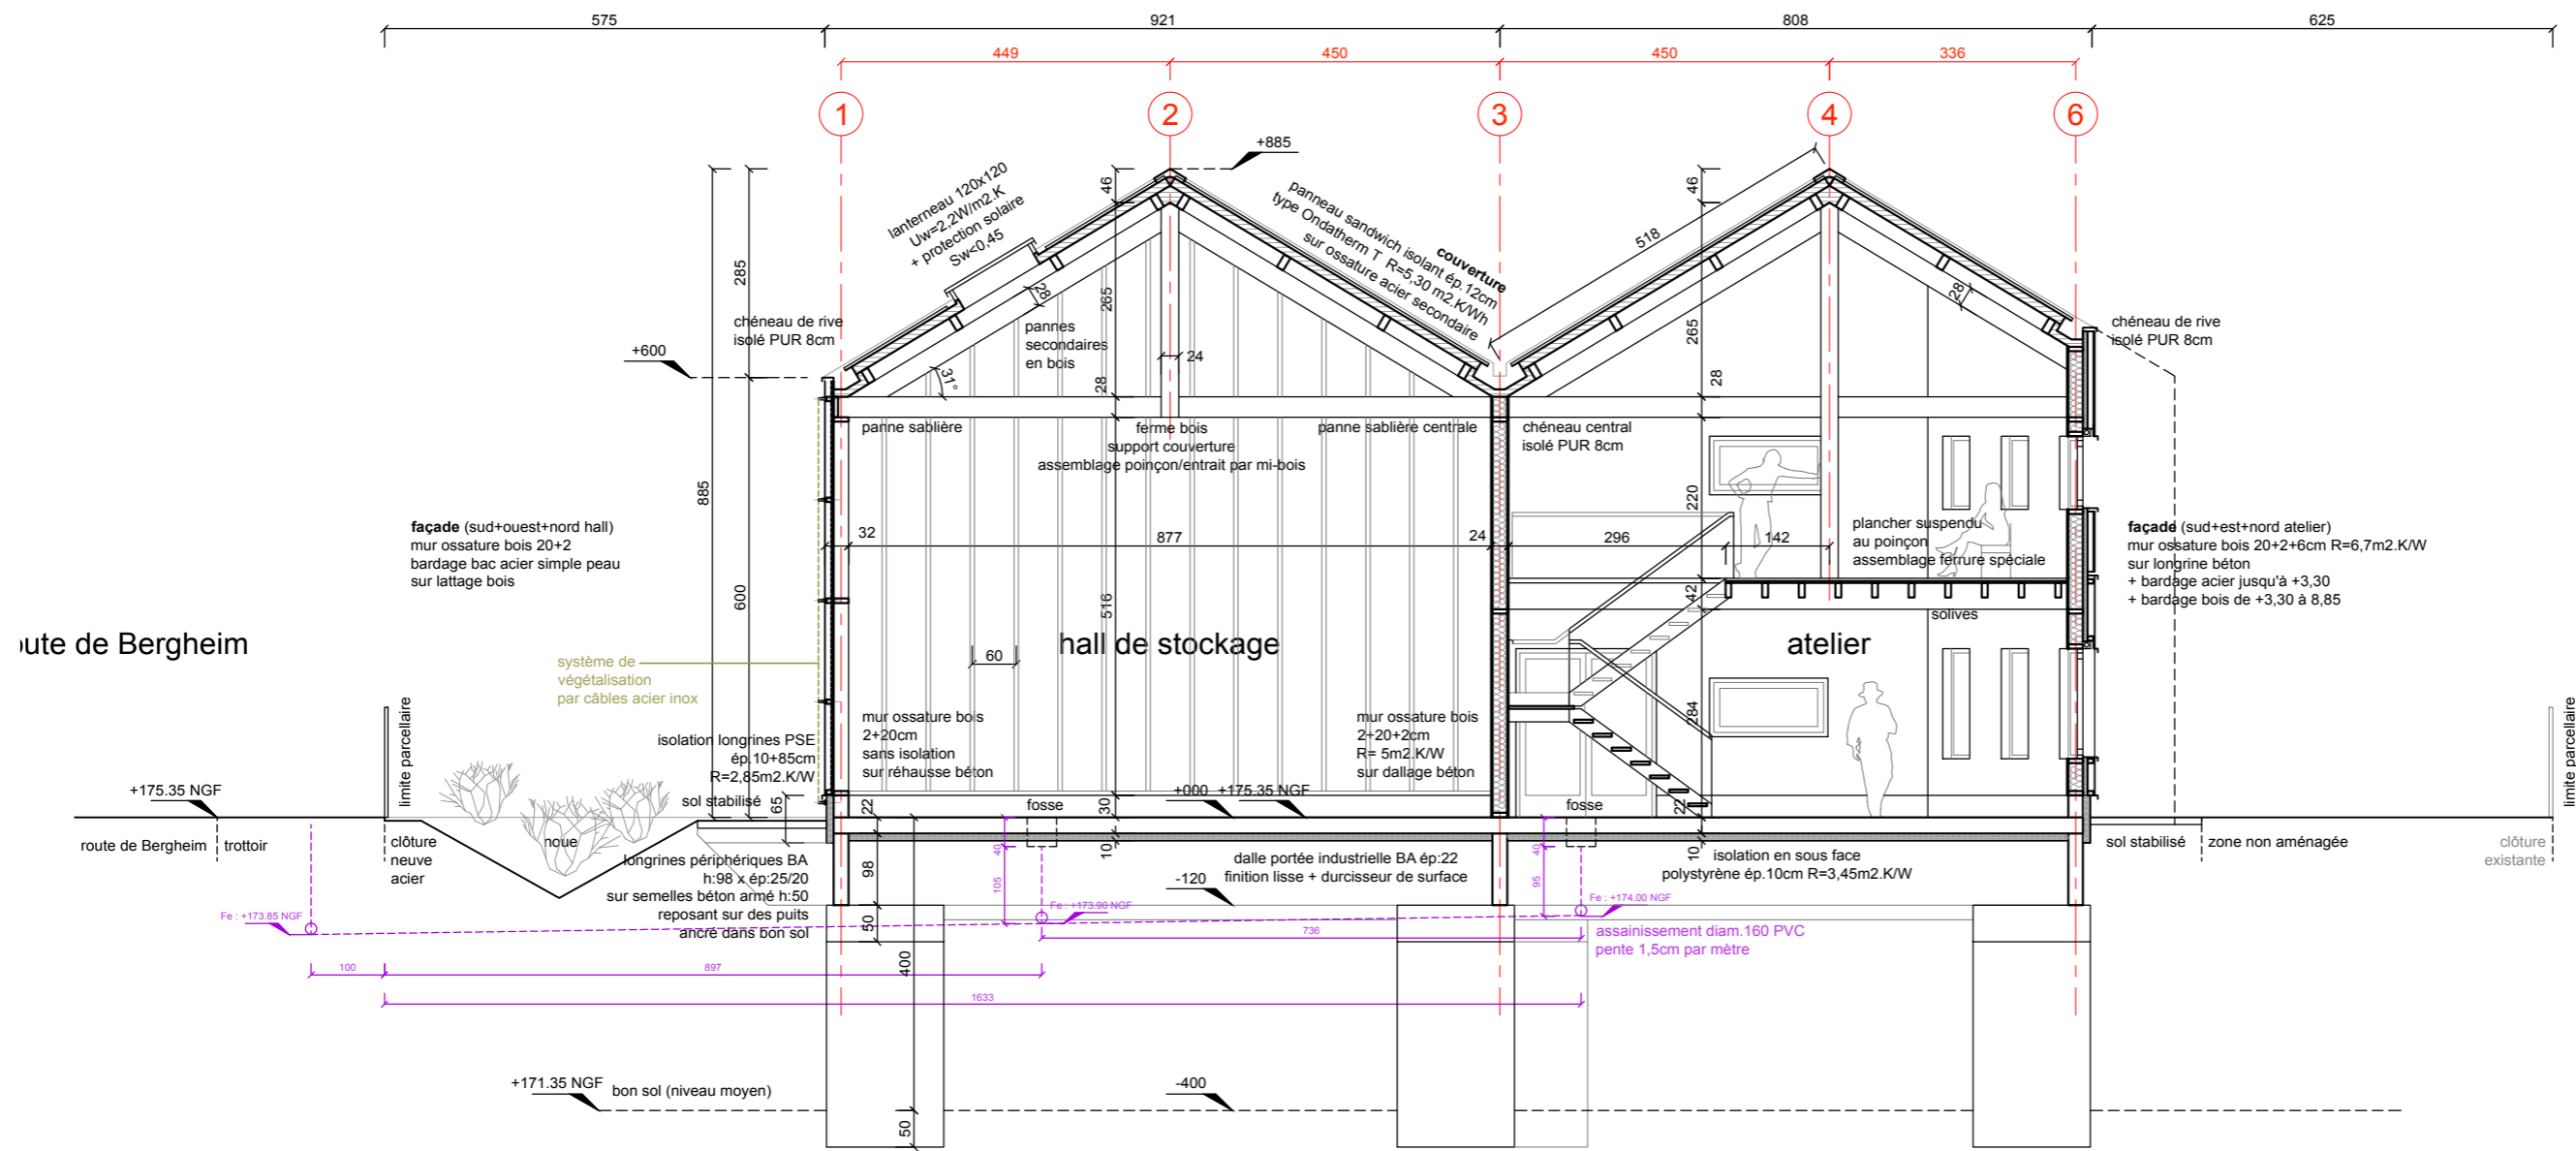 575
921
808
625
449
450
450
336
1
2
3
4
6
+885
lanterneau 120x120
Uw=2,2W/m2.K
+ protection solaire
Sw<0,45
couverture
panneau sandwich isolant ép.12cm
type Ondatherm T  R=5,30 m2.K/Wh
sur ossature acier secondaire
46
46
518
285
265
265
28
28
chéneau de rive
isolé PUR 8cm
+600
pannes
secondaires
en bois
24
31°
28
28
chéneau de rive
isolé PUR 8cm
panne sablière
ferme bois
support couverture
assemblage poinçon/entrait par mi-bois
panne sablière centrale
chéneau central
isolé PUR 8cm
885
600
façade (sud+ouest+nord hall)
mur ossature bois 20+2
bardage bac acier simple peau
sur lattage bois
32
877
24
296
142
220
516
42
284
plancher suspendu
au poinçon
assemblage ferrure spéciale
solives
façade (sud+est+nord atelier)
mur ossature bois 20+2+6cm R=6,7m2.K/W
sur longrine béton
+ bardage acier jusqu'à +3,30
+ bardage bois de +3,30 à 8,85
ute de Bergheim
hall de stockage
atelier
60
système de
végétalisation
par câbles acier inox
mur ossature bois
2+20cm
sans isolation
sur réhausse béton
mur ossature bois
2+20+2cm
R= 5m2.K/W
sur dallage béton
isolation longrines PSE
ép.10+85cm
R=2,85m2.K/W
limite parcellaire
limite parcellaire
+175.35 NGF
sol stabilisé
65
22
fosse
30
+000
+175.35 NGF
fosse
22
route de Bergheim
trottoir
clôture
neuve
acier
noue
longrines périphériques BA
h:98 x ép:25/20
sur semelles béton armé h:50
reposant sur des puits
ancré dans bon sol
98
50
40
105
10
dalle portée industrielle BA ép:22
finition lisse + durcisseur de surface
-120
40
95
10
isolation en sous face
polystyrène ép.10cm R=3,45m2.K/W
sol stabilisé
zone non aménagée
clôture
existante
Fe : +173.85 NGF
Fe : +173.90 NGF
Fe : +174.00 NGF
736
assainissement diam.160 PVC
pente 1,5cm par mètre
100
897
400
1633
+171.35 NGF
bon sol (niveau moyen)
-400
50